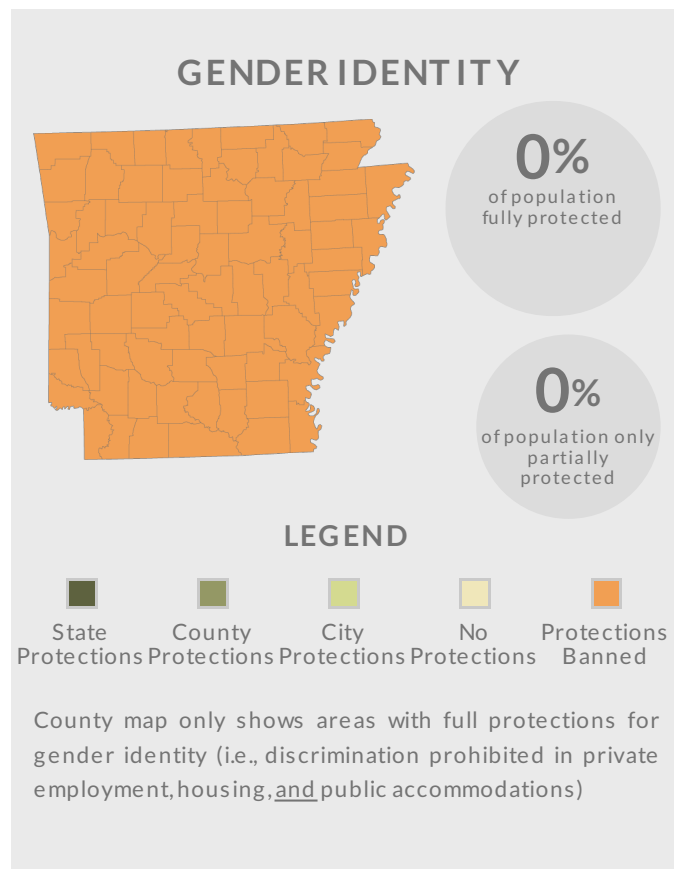 GENDER IDENTITY
0%
of population
fully protected
0%
of population only
partially
protected
LEGEND
State
Protections
County
Protections
City
Protections
No
Protections
Protections
Banned
County map only shows areas with full protections for
gender identity (i.e., discrimination prohibited in private
employment, housing, and public accommodations)